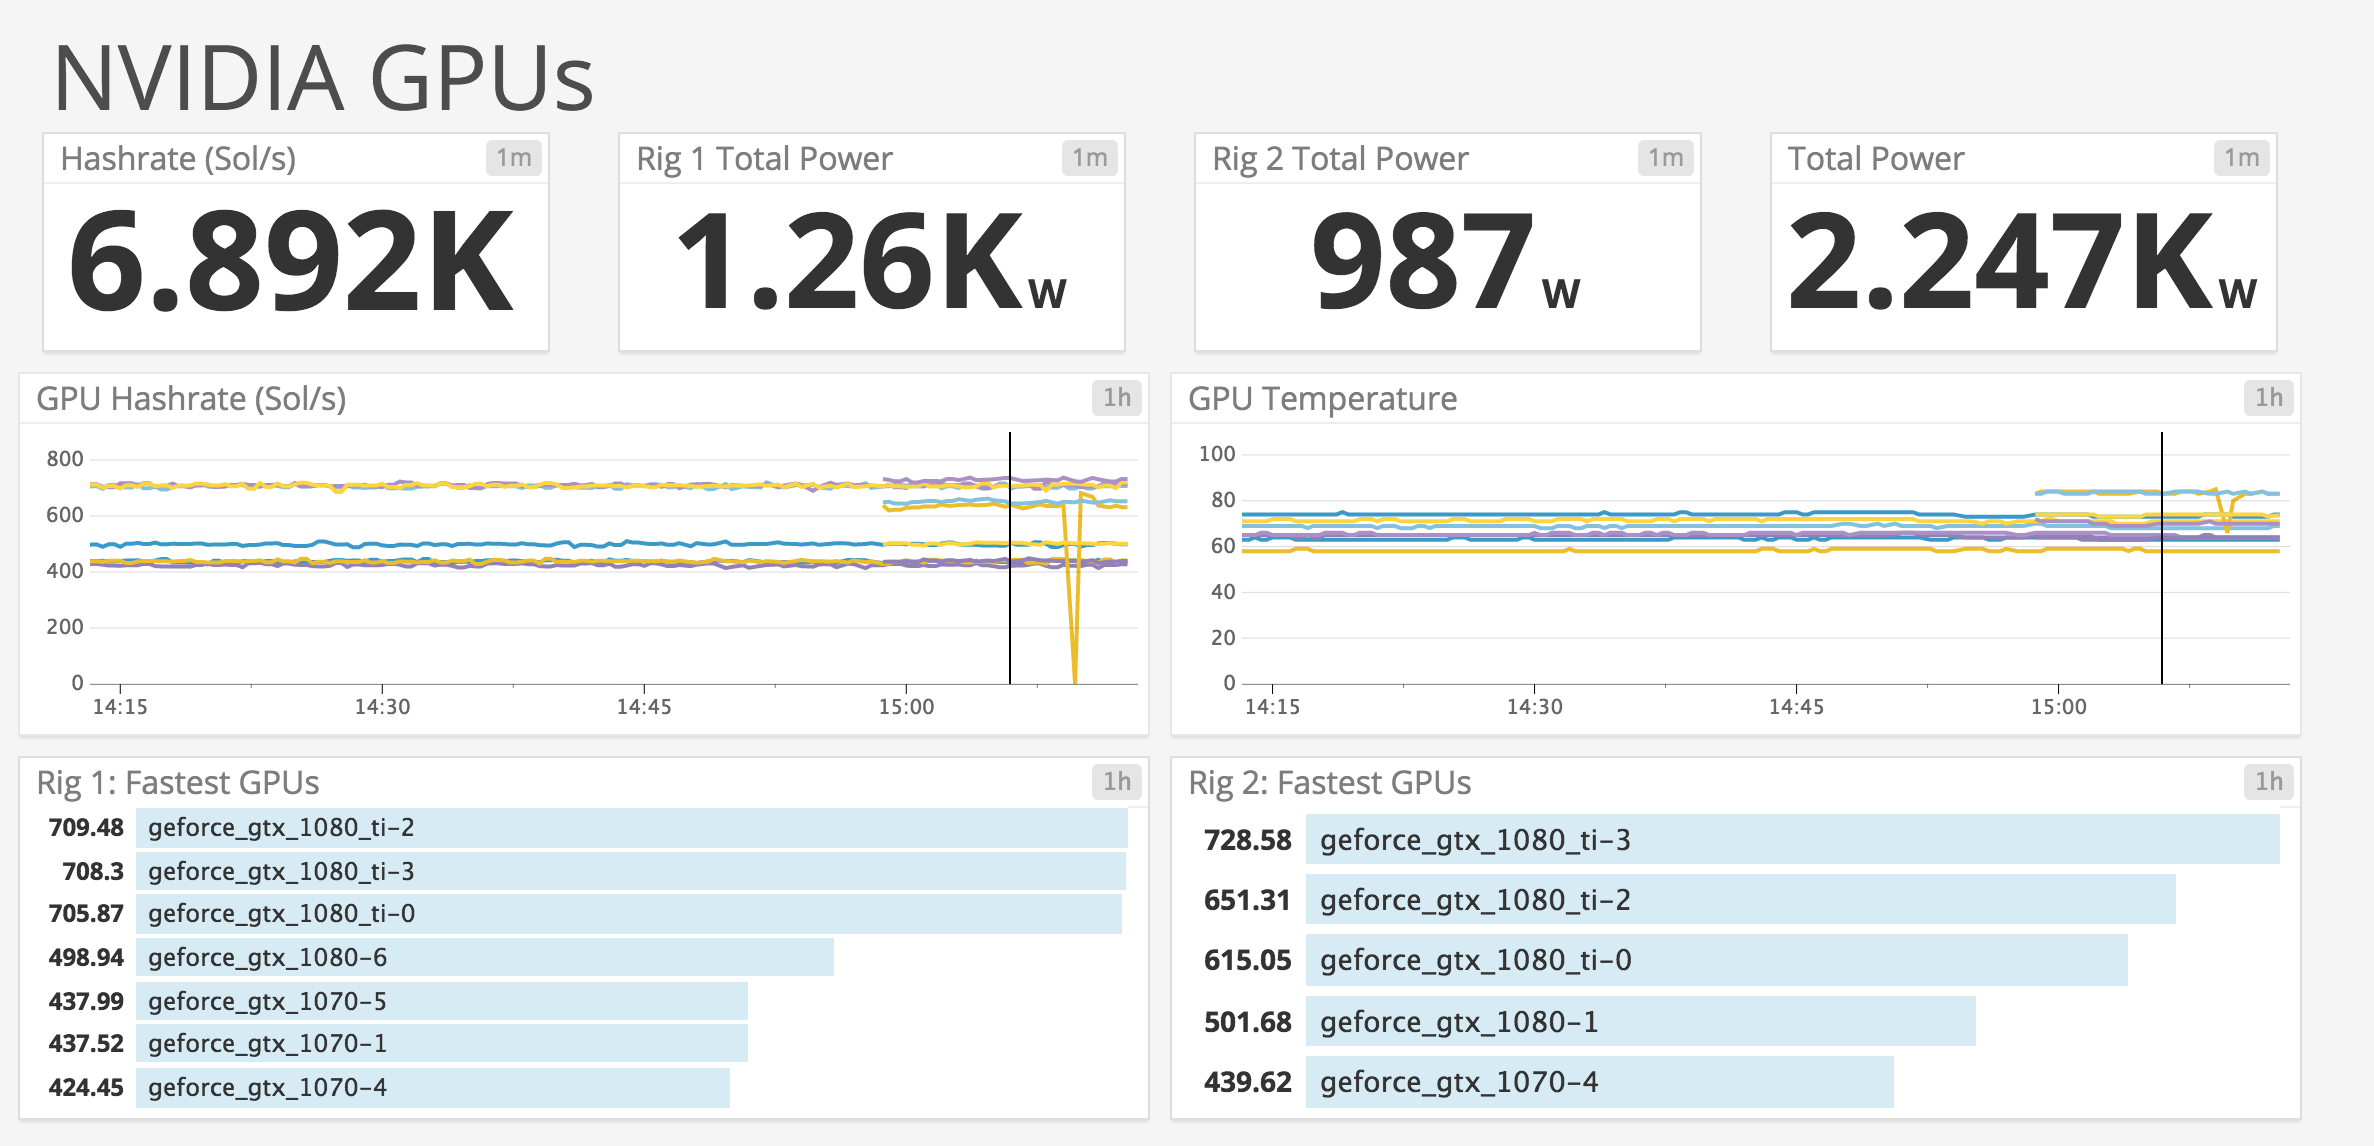 NVIDIA GPUs
Hashrate (Sol/s) 1m
6.892K
Rig 1 Total Power 1m
1.26Kw
Rig 2 Total Power 1m
987w
Total Power 1m
2.247Kw
GPU Hashrate (Sol/s) 1h
800
600
400
200
0
14:15 14:30 14:45 15:00
GPU Temperature 1h
100
80
60
40
20
0
14:15 14:30 14:45 15:00
Rig 1: Fastest GPUs 1h
709.48 geforce_gtx_1080_ti-2
708.3 geforce_gtx_1080_ti-3
705.87 geforce_gtx_1080_ti-0
498.94 geforce_gtx_1080-6
437.99 geforce_gtx_1070-5
437.52 geforce_gtx_1070-1
424.45 geforce_gtx_1070-4
Rig 2: Fastest GPUs 1h
728.58 geforce_gtx_1080_ti-3
651.31 geforce_gtx_1080_ti-2
615.05 geforce_gtx_1080_ti-0
501.68 geforce_gtx_1080-1
439.62 geforce_gtx_1070-4